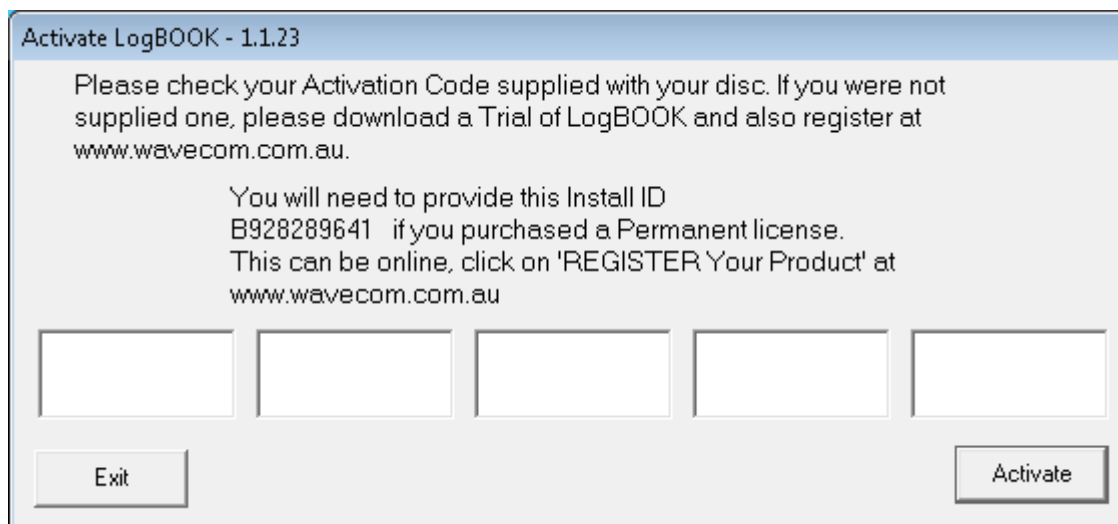 Activate LogBOOK - 1.1.23
Please check your Activation Code supplied with your disc. If you were not
supplied one, please download a Trial of LogBOOK and also register at
www.wavecom.com.au.
You will need to provide this Install ID
B928289641 if you purchased a Permanent license.
This can be online, click on 'REGISTER Your Product' at
www.wavecom.com.au
Exit
Activate